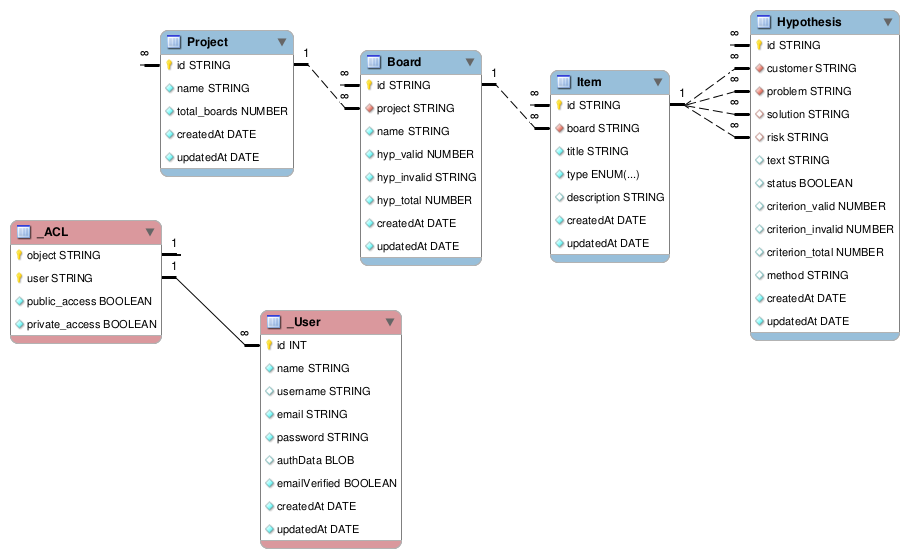 Project
∞
1
id STRING
name STRING
total_boards NUMBER
createdAt DATE
updatedAt DATE
Board
∞
∞
1
id STRING
project STRING
name STRING
hyp_valid NUMBER
hyp_invalid STRING
hyp_total NUMBER
createdAt DATE
updatedAt DATE
Item
∞
∞
1
id STRING
board STRING
title STRING
type ENUM(...)
description STRING
createdAt DATE
updatedAt DATE
Hypothesis
∞
∞
∞
∞
∞
id STRING
customer STRING
problem STRING
solution STRING
risk STRING
text STRING
status BOOLEAN
criterion_valid NUMBER
criterion_invalid NUMBER
criterion_total NUMBER
method STRING
createdAt DATE
updatedAt DATE
_ACL
1
1
object STRING
user STRING
public_access BOOLEAN
private_access BOOLEAN
_User
∞
id INT
name STRING
username STRING
email STRING
password STRING
authData BLOB
emailVerified BOOLEAN
createdAt DATE
updatedAt DATE